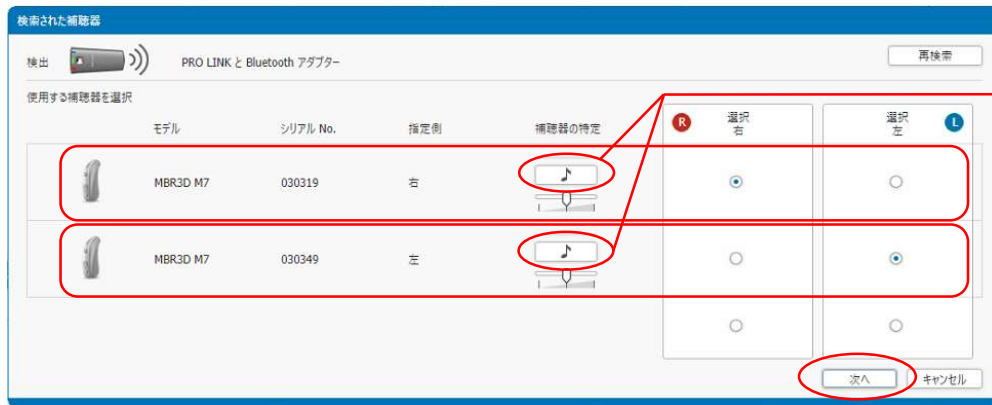 検索された補聴器
検出 PRO LINK と Bluetooth アダプター 再検索
使用する補聴器を選択
モデル シリアル No. 指定側 補聴器の特定 R 選択 右 選択 左 L
MBR3D M7 030319 右
MBR3D M7 030349 左
次へ キャンセル